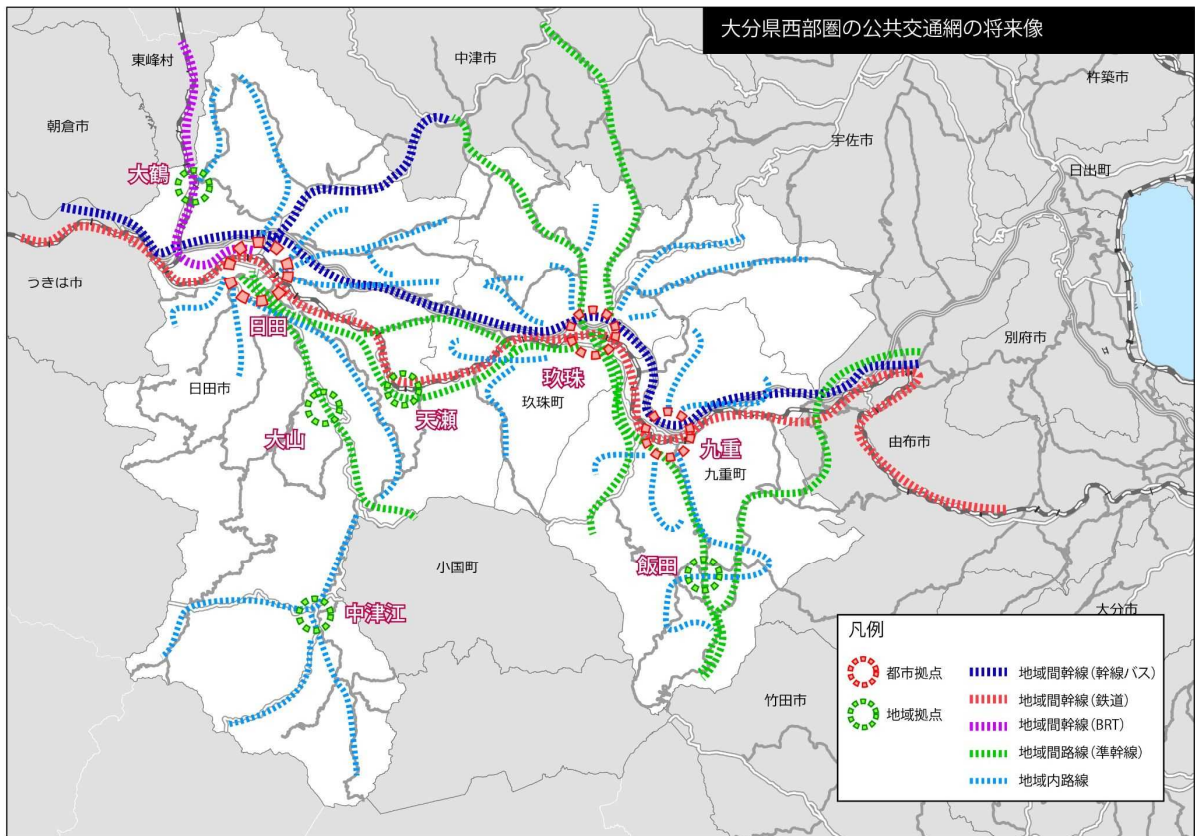 大分県西部圏の公共交通網の将来像
東峰村
中津市
杵築市
朝倉市
宇佐市
日出町
大鶴
つきは市
日田
別府市
日田市
玖珠
玖珠町
天瀬
大山
九重
九重町
由布市
小国町
飯田
中津江
大分市
竹田市
凡例
都市拠点
地域拠点
地域間幹線(幹線バス)
地域間幹線(鉄道)
地域間幹線(BRT)
地域間路線(準幹線)
地域内路線